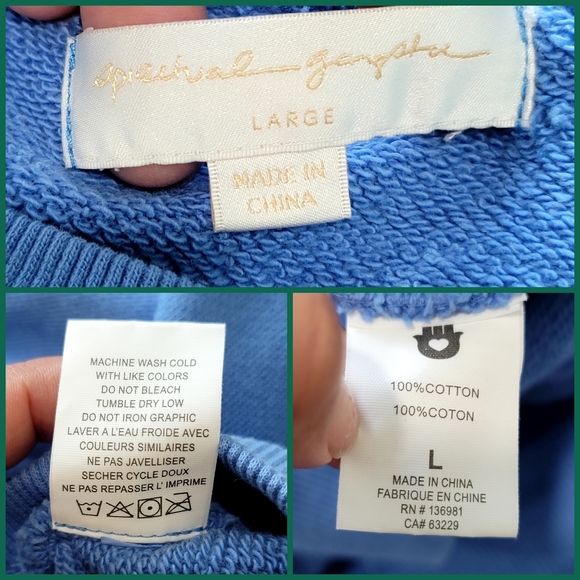 spiritual gangster
LARGE
MADE IN
CHINA
MACHINE WASH COLD
WITH LIKE COLORS
DO NOT BLEACH
TUMBLE DRY LOW
DO NOT IRON GRAPHIC
LAVER A L'EAU FROIDE AVEC
COULEURS SIMILAIRES
NE PAS JAVELLISER
SECHER CYCLE DOUX
NE PAS REPASSER L' IMPRIME
100%COTTON
100%COTON
L
MADE IN CHINA
FABRIQUE EN CHINE
RN # 136981
CA# 63229